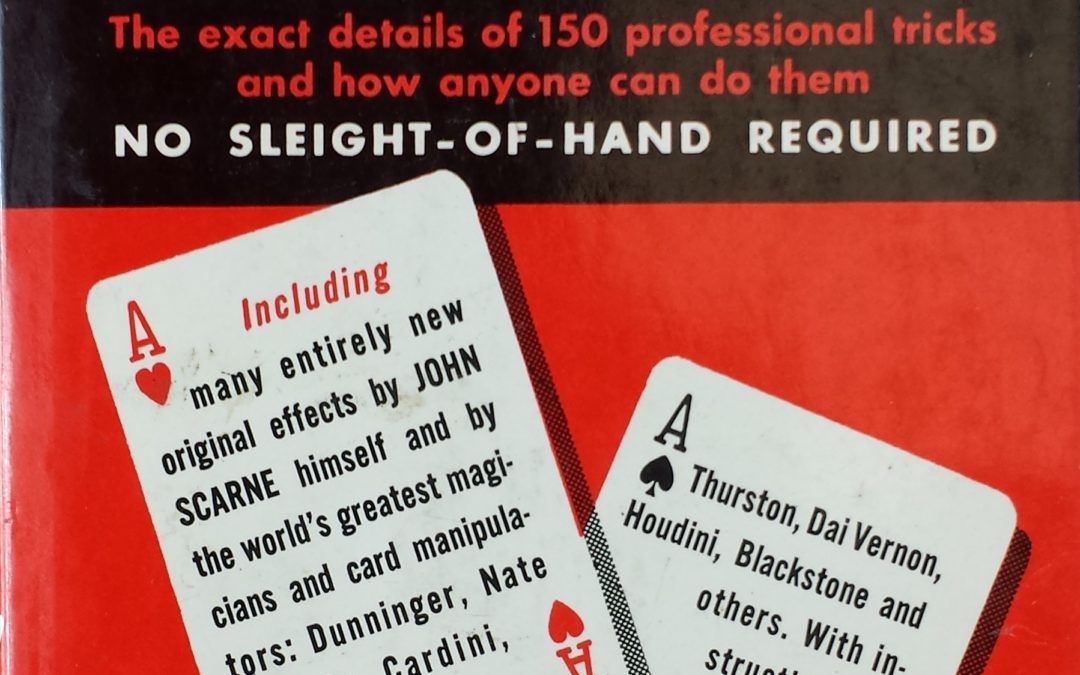 The exact details of 150 professional tricks
and how anyone can do them
NO SLEIGHT-OF-HAND REQUIRED
A
Including
many entirely new
original effects by JOHN
SCARNE himself and by
the world's greatest magi-
cians and card manipula-
tors: Dunninger, Nate
Cardini,
A
A
Thurston, Dai Vernon,
Houdini, Blackstone and
others. With in-